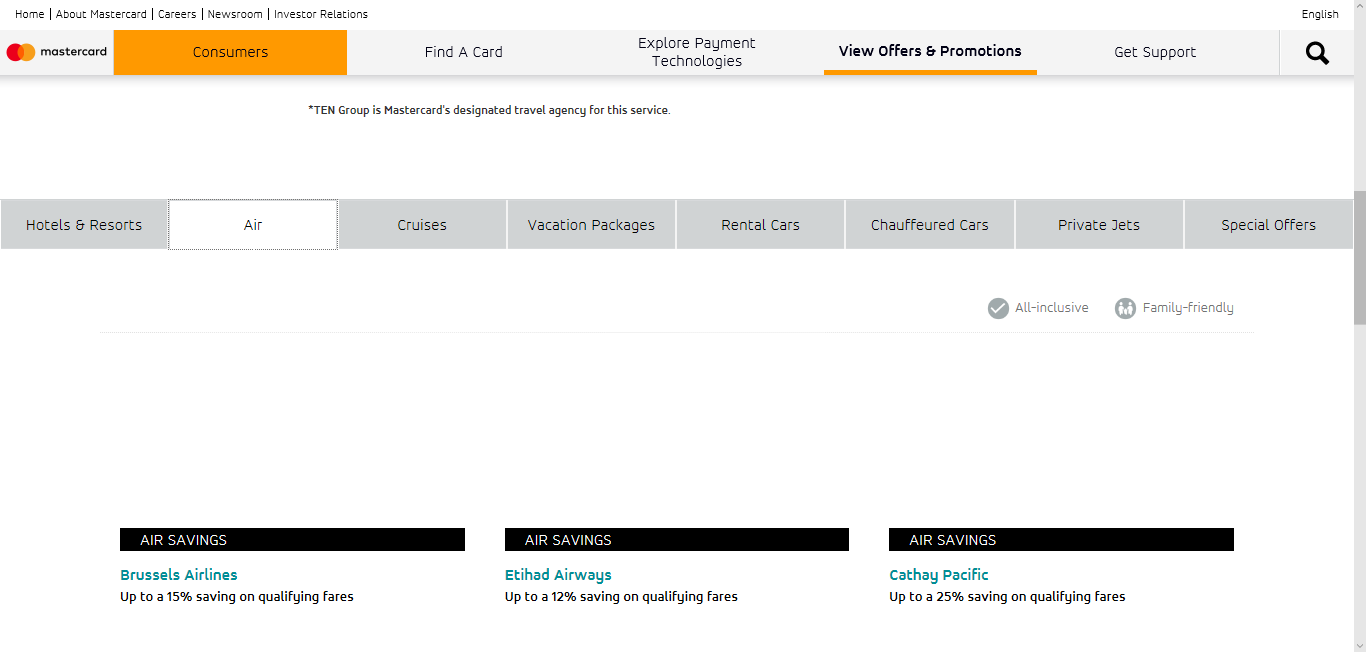 Home | About Mastercard | Careers | Newsroom | Investor Relations
English
mastercard
Consumers
Find A Card
Explore Payment
Technologies
View Offers & Promotions
Get Support
*TEN Group is Mastercard's designated travel agency for this service.
Hotels & Resorts
Air
Cruises
Vacation Packages
Rental Cars
Chauffeured Cars
Private Jets
Special Offers
All-inclusive
Family-friendly
AIR SAVINGS
Brussels Airlines
Up to a 15% saving on qualifying fares
AIR SAVINGS
Etihad Airways
Up to a 12% saving on qualifying fares
AIR SAVINGS
Cathay Pacific
Up to a 25% saving on qualifying fares